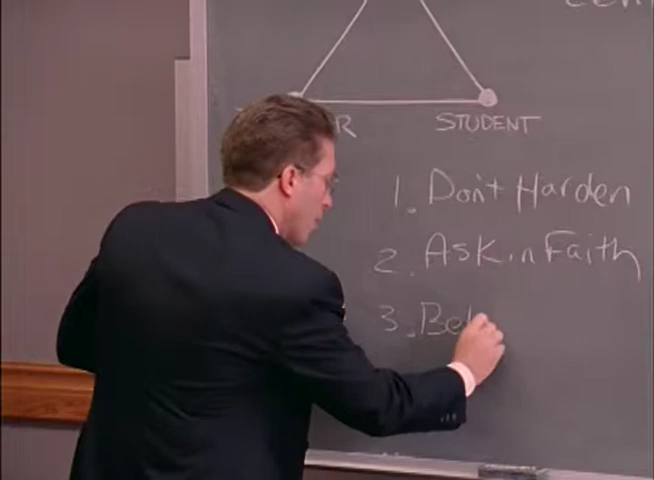 STUDENT
1. Don't Harden
2. Ask in Faith
3. Bel